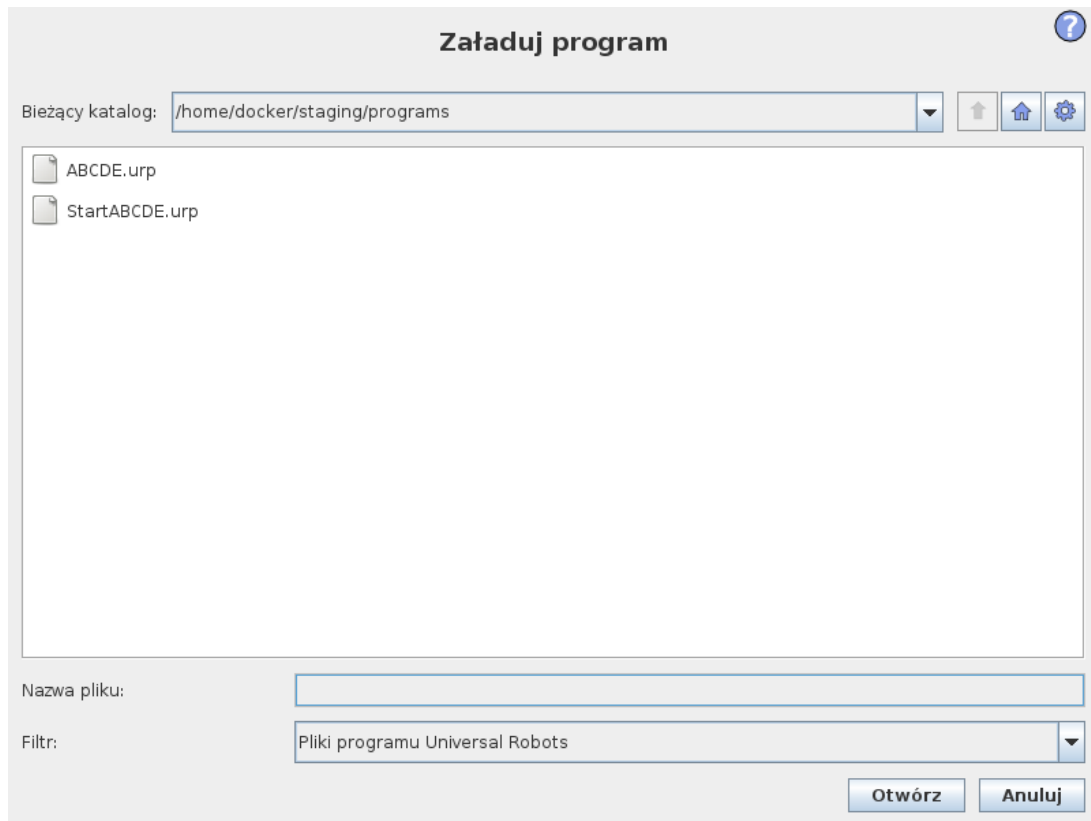 Załaduj program
?
Bieżący katalog: /home/docker/staging/programs
ABCDE.urp
StartABCDE.urp
Nazwa pliku:
Filtr: Pliki programu Universal Robots
Otwórz Anuluj